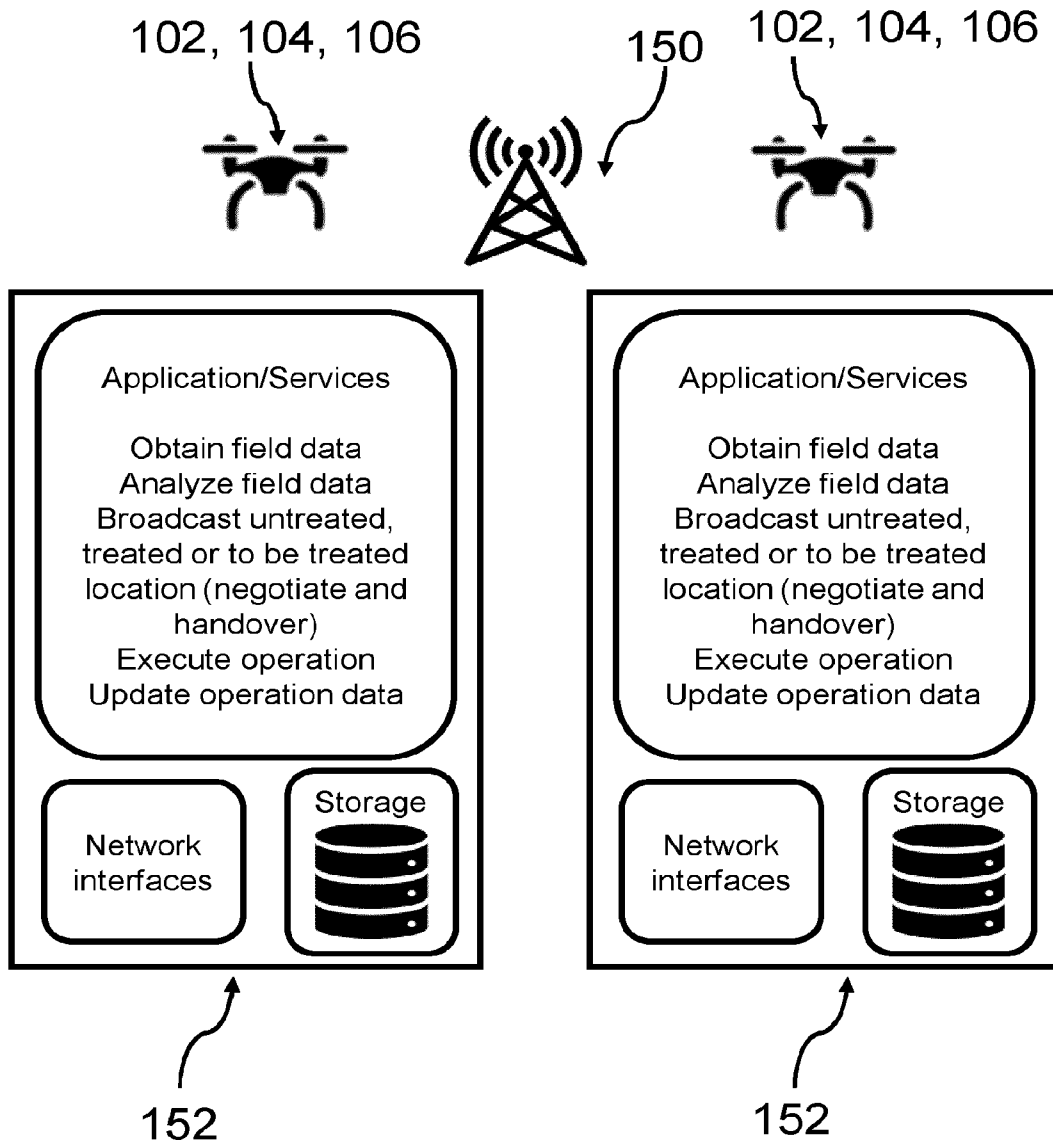 102, 104, 106
150
102, 104, 106
Application/Services
Obtain field data
Analyze field data
Broadcast untreated,
treated or to be treated
location (negotiate and
handover)
Execute operation
Update operation data
Network
interfaces
Storage
152
Application/Services
Obtain field data
Analyze field data
Broadcast untreated,
treated or to be treated
location (negotiate and
handover)
Execute operation
Update operation data
Network
interfaces
Storage
152